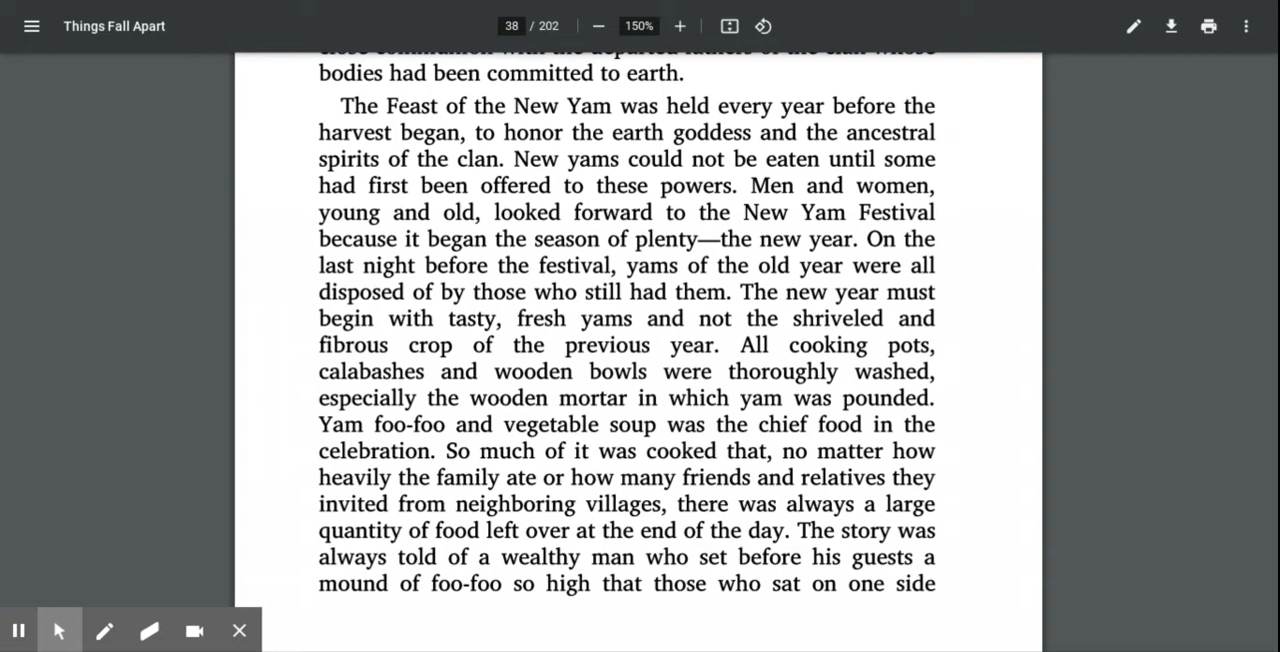 Things Fall Apart
38 / 202
150%
close communion with the departed fathers of the clan whose
bodies had been committed to earth.
The Feast of the New Yam was held every year before the
harvest began, to honor the earth goddess and the ancestral
spirits of the clan. New yams could not be eaten until some
had first been offered to these powers. Men and women,
young and old, looked forward to the New Yam Festival
because it began the season of plenty—the new year. On the
last night before the festival, yams of the old year were all
disposed of by those who still had them. The new year must
begin with tasty, fresh yams and not the shriveled and
fibrous crop of the previous year. All cooking pots,
calabashes and wooden bowls were thoroughly washed,
especially the wooden mortar in which yam was pounded.
Yam foo-foo and vegetable soup was the chief food in the
celebration. So much of it was cooked that, no matter how
heavily the family ate or how many friends and relatives they
invited from neighboring villages, there was always a large
quantity of food left over at the end of the day. The story was
always told of a wealthy man who set before his guests a
mound of foo-foo so high that those who sat on one side